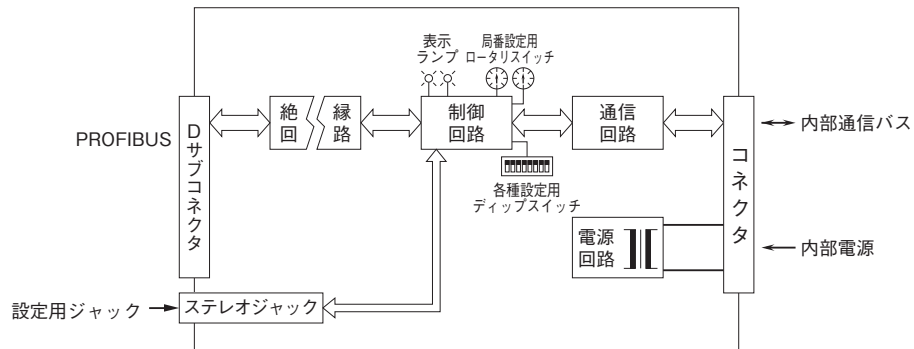 表示
ランプ
局番設定用
ロータリスイッチ
PROFIBUS
Dサブコネクタ
絶縁
回路
制御
回路
通信
回路
コネクタ
内部通信バス
各種設定用
ディップスイッチ
電源
回路
内部電源
設定用ジャック
ステレオジャック